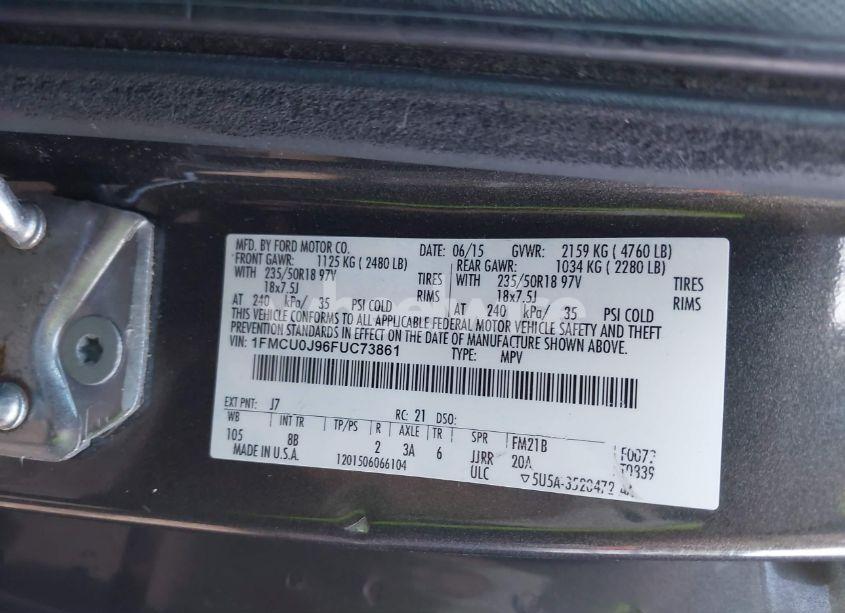 MFD. BY FORD MOTOR CO. DATE: 06/15 GVWR: 2159 KG (4760 LB)
FRONT GAWR: 1125 KG (2480 LB) REAR GAWR: 1034 KG (2280 LB)
WITH 235/50R18 97V TIRES WITH 235/50R18 97V TIRES
18x7.5J RIMS 18x7.5J RIMS
AT 240 kPa/ 35 PSI COLD AT 240 kPa/ 35 PSI COLD
THIS VEHICLE CONFORMS TO ALL APPLICABLE FEDERAL MOTOR VEHICLE SAFETY AND THEFT
PREVENTION STANDARDS IN EFFECT ON THE DATE OF MANUFACTURE SHOWN ABOVE.
VIN: 1FMCU0J96FUC73861 TYPE: MPV
EXT PNT: J7 RC: 21 DSO:
WB INT TR TP/PS R AXLE TR SPR FM21B F0073
105 8B 2 3A 6 JJRR 20A T0339
MADE IN U.S.A. 1201506066104 ULC ▽5U5A-3520472-AA